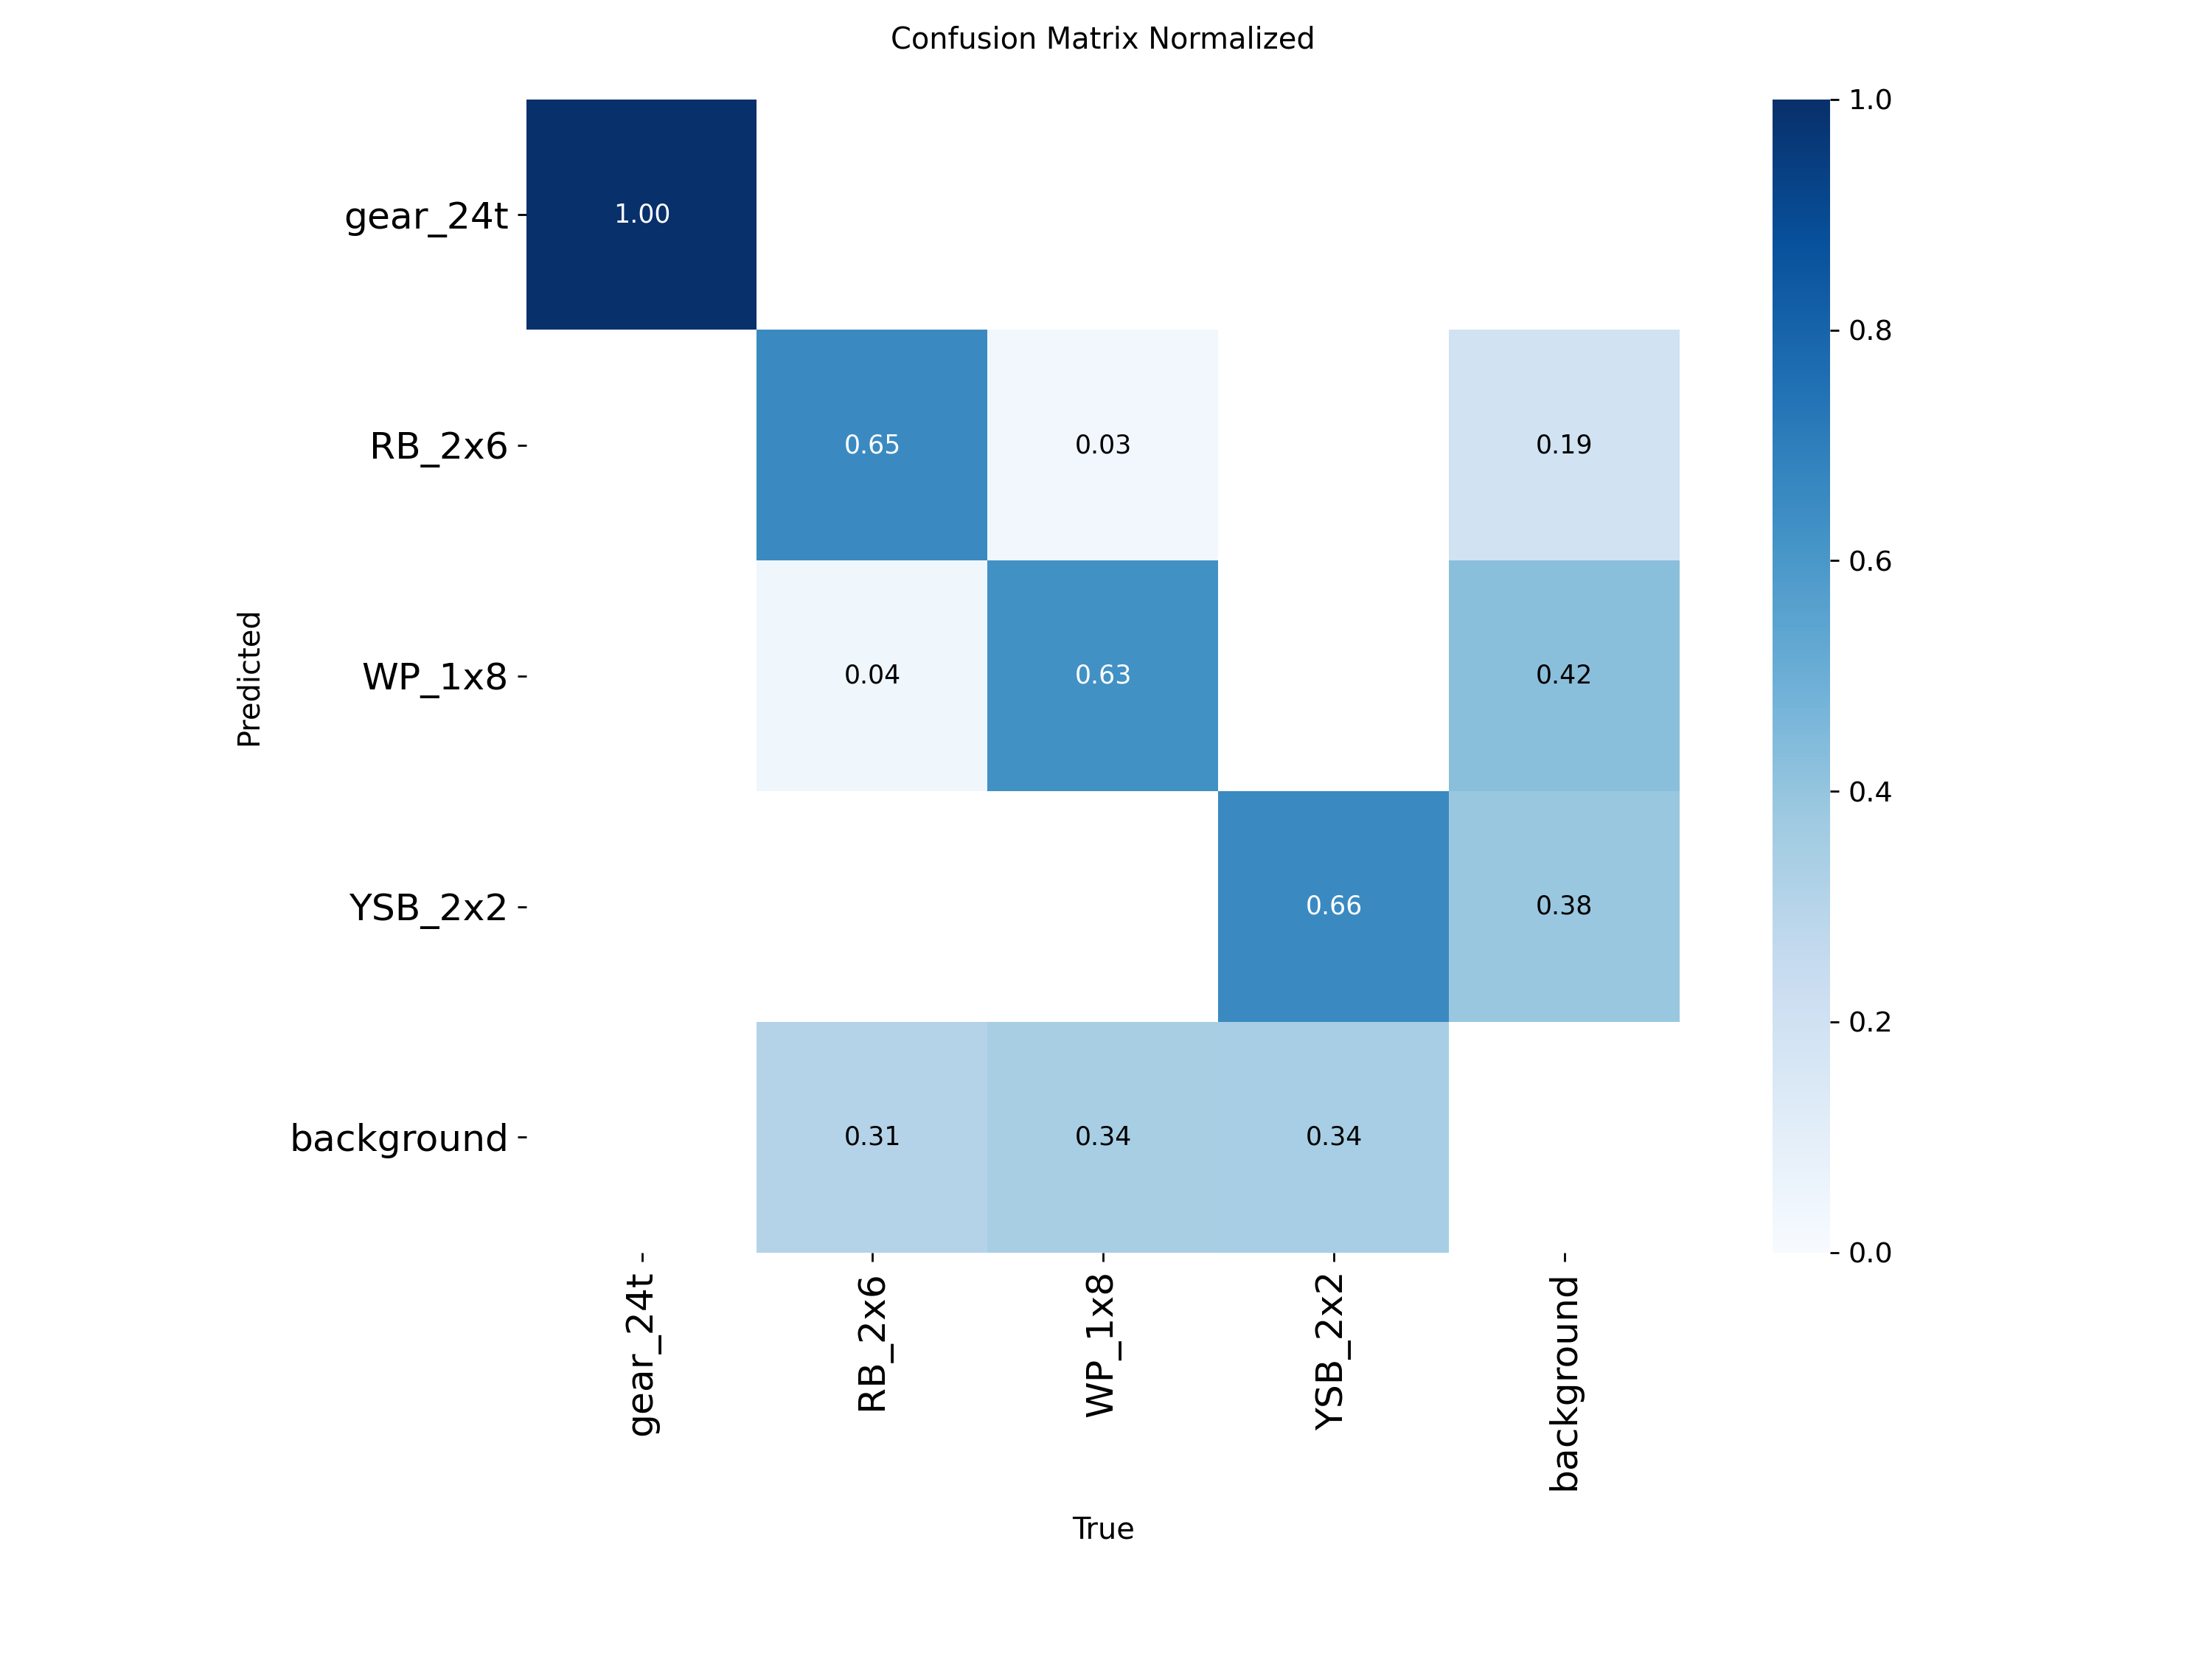 Confusion Matrix Normalized
1.0
gear_24t
1.00
0.8
RB_2x6
0.65
0.03
0.19
0.6
Predicted
WP_1x8
0.04
0.63
0.42
0.4
YSB_2x2
0.66
0.38
0.2
background
0.31
0.34
0.34
0.0
gear_24t
RB_2x6
WP_1x8
YSB_2x2
background
True